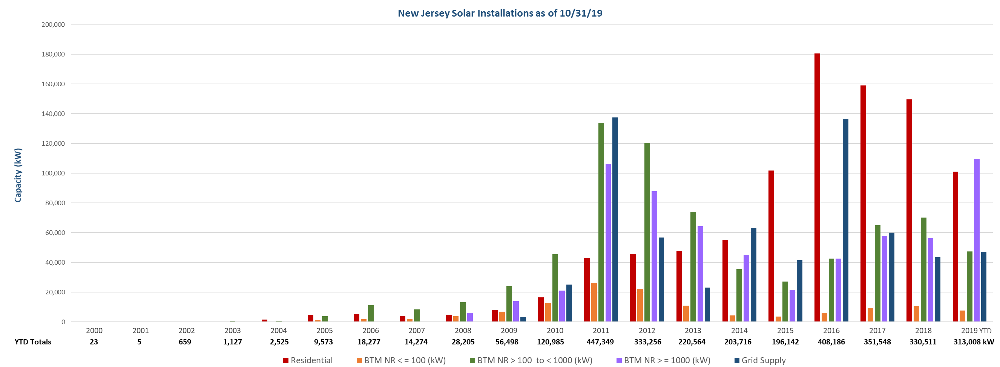 New Jersey Solar Installations as of 10/31/19
200,000
180,000
160,000
140,000
120,000
100,000
80,000
60,000
40,000
20,000
0
Capacity (kW)
2000 2001 2002 2003 2004 2005 2006 2007 2008 2009 2010 2011 2012 2013 2014 2015 2016 2017 2018 2019 YTD
YTD Totals 23 5 659 1,127 2,525 9,573 18,277 14,274 28,205 56,498 120,985 447,349 333,256 220,564 203,716 196,142 408,186 351,548 330,511 313,008 kW
Residential BTM NR < = 100 (kW) BTM NR > 100 to < 1000 (kW) BTM NR > = 1000 (kW) Grid Supply